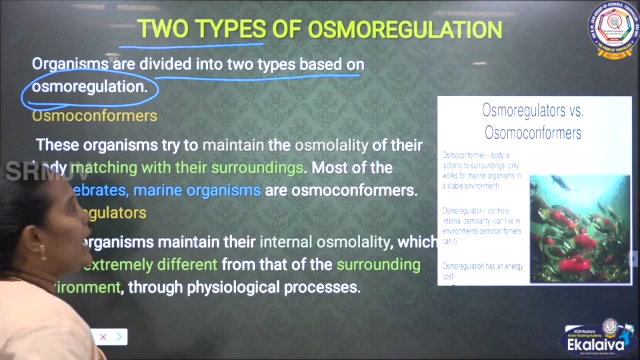 TWO TYPES OF OSMOREGULATION
Organisms are divided into two types based on
osmoregulation.
Osmoconformers
These organisms try to maintain the osmolality of their
body matching with their surroundings. Most of the
brates, marine organisms are osmoconformers.
egulators
organisms maintain their internal osmolality, which
extremely different from that of the surrounding
ironment, through physiological processes.
SRM
Osmoregulators vs.
Osomoconformers
Osmoconformer – body is
isotonic to surroundings (only
works for marine organisms in
a stable environment)
Osmoregulator – controls
internal osmolarity (can live in
environments osmoconformers
can't)
Osmoregulation has an energy
cost
Ekalaiva